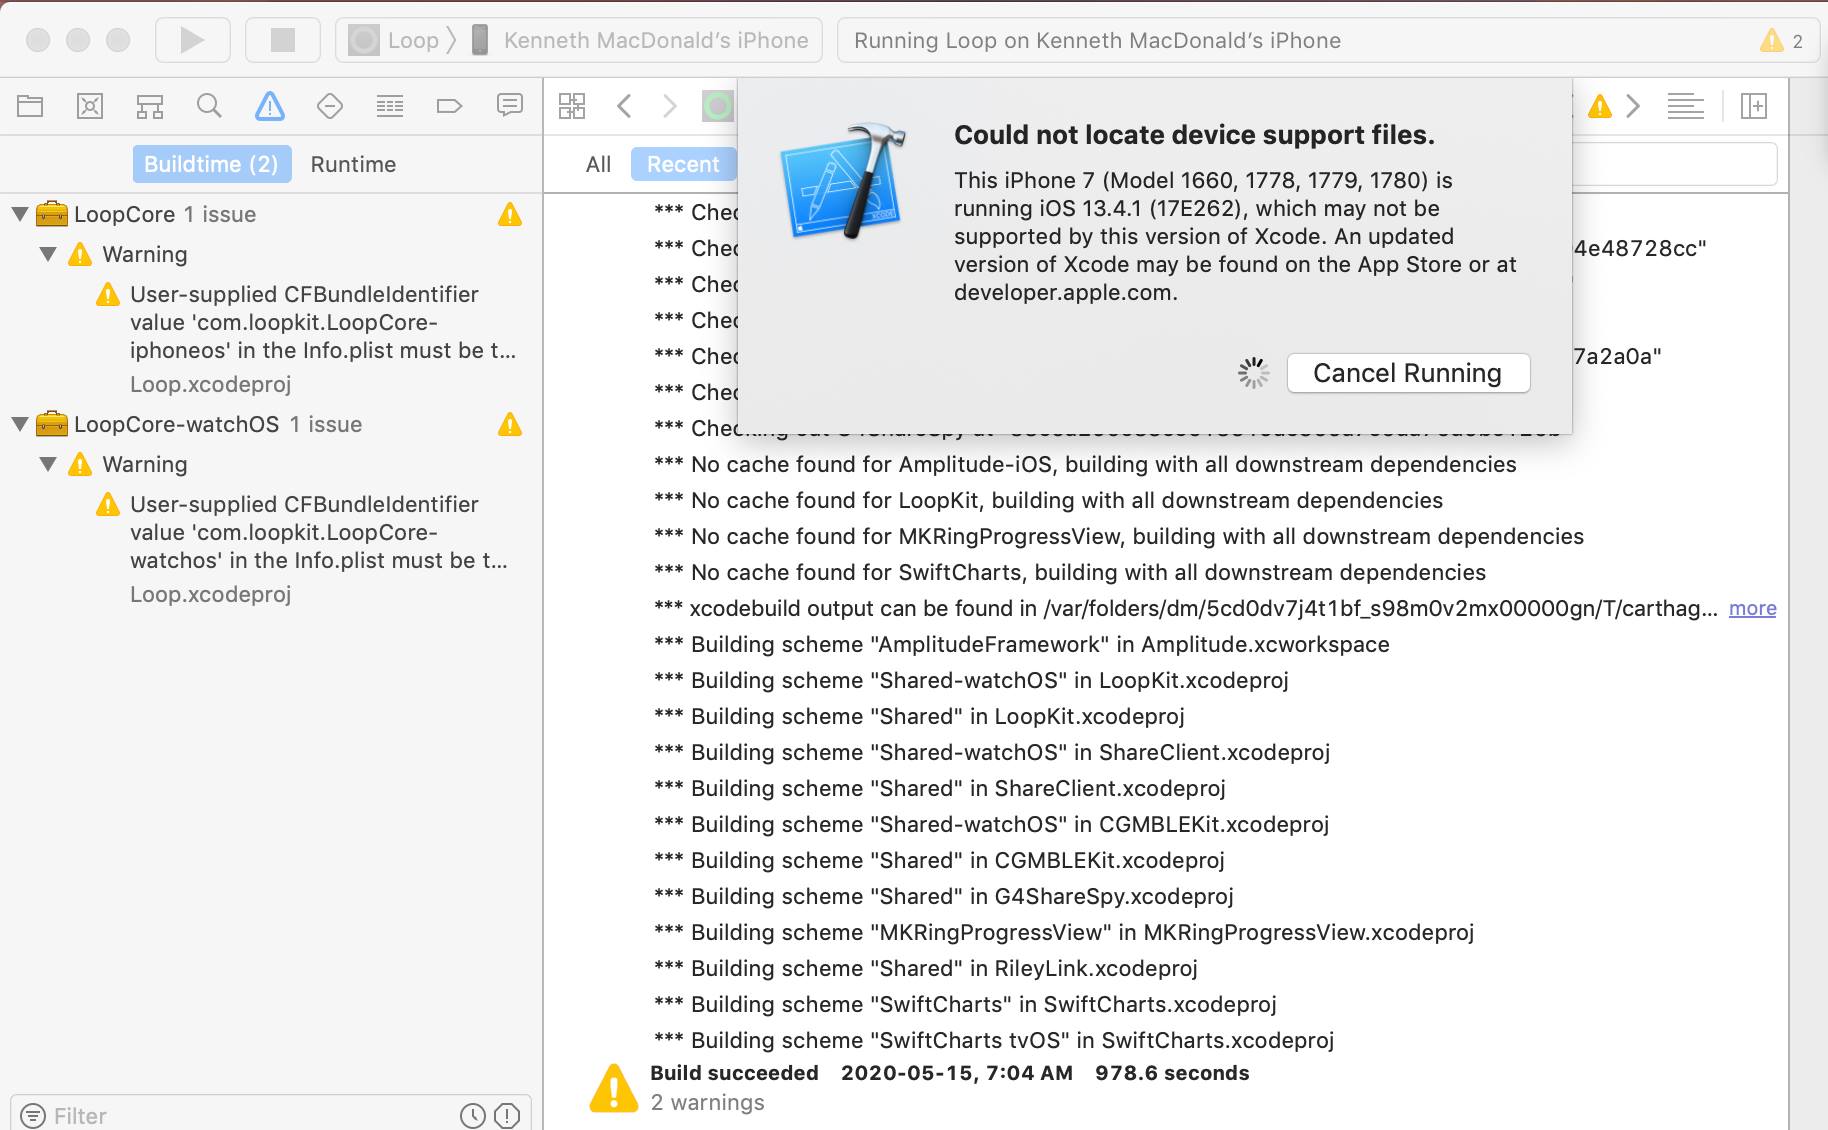 Loop
Kenneth MacDonald’s iPhone
Running Loop on Kenneth MacDonald’s iPhone
2
Buildtime (2)
Runtime
All
Recent
LoopCore 1 issue
Warning
User-supplied CFBundleIdentifier
value 'com.loopkit.LoopCore-
iphoneos' in the Info.plist must be t...
Loop.xcodeproj
LoopCore-watchOS 1 issue
Warning
User-supplied CFBundleIdentifier
value 'com.loopkit.LoopCore-
watchos' in the Info.plist must be t...
Loop.xcodeproj
Filter
Could not locate device support files.
This iPhone 7 (Model 1660, 1778, 1779, 1780) is
running iOS 13.4.1 (17E262), which may not be
supported by this version of Xcode. An updated
version of Xcode may be found on the App Store or at
developer.apple.com.
Cancel Running
*** Chec
*** Chec 4e48728cc"
*** Chec
*** Chec
*** Chec 7a2a0a"
*** Chec
*** Checking out G4ShareSpy at
*** No cache found for Amplitude-iOS, building with all downstream dependencies
*** No cache found for LoopKit, building with all downstream dependencies
*** No cache found for MKRingProgressView, building with all downstream dependencies
*** No cache found for SwiftCharts, building with all downstream dependencies
*** xcodebuild output can be found in /var/folders/dm/5cd0dv7j4t1bf_s98m0v2mx00000gn/T/carthag... more
*** Building scheme "AmplitudeFramework" in Amplitude.xcworkspace
*** Building scheme "Shared-watchOS" in LoopKit.xcodeproj
*** Building scheme "Shared" in LoopKit.xcodeproj
*** Building scheme "Shared-watchOS" in ShareClient.xcodeproj
*** Building scheme "Shared" in ShareClient.xcodeproj
*** Building scheme "Shared-watchOS" in CGMBLEKit.xcodeproj
*** Building scheme "Shared" in CGMBLEKit.xcodeproj
*** Building scheme "Shared" in G4ShareSpy.xcodeproj
*** Building scheme "MKRingProgressView" in MKRingProgressView.xcodeproj
*** Building scheme "Shared" in RileyLink.xcodeproj
*** Building scheme "SwiftCharts" in SwiftCharts.xcodeproj
*** Building scheme "SwiftCharts tvOS" in SwiftCharts.xcodeproj
Build succeeded 2020-05-15, 7:04 AM 978.6 seconds
2 warnings